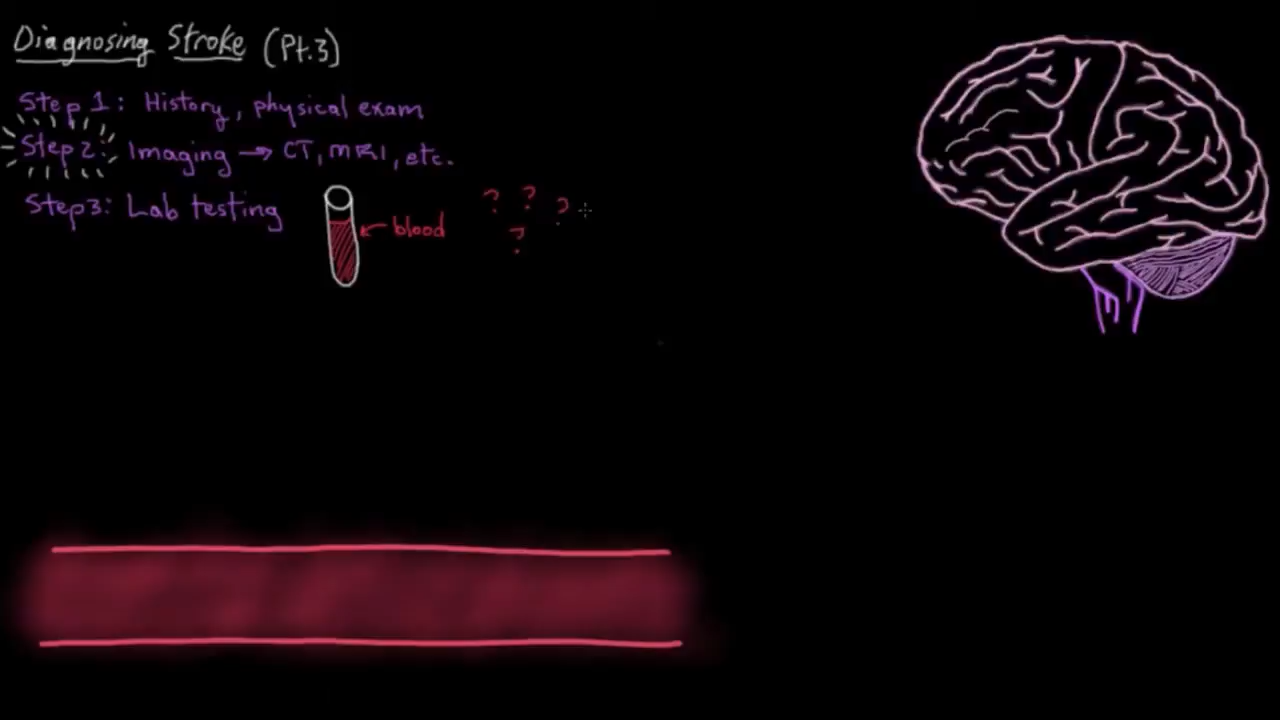 Diagnosing Stroke (Pt.3)
Step 1: History, physical exam
Step 2: Imaging → CT, MRI, etc.
Step 3: Lab testing
← blood
? ? ?
?